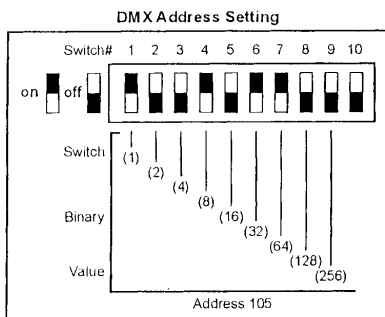 DMX Address Setting
Switch# 1 2 3 4 5 6 7 8 9 10
on off
Switch (1)
(2)
(4)
(8)
Binary (16)
(32)
(64)
Value (128)
(256)
Address 105